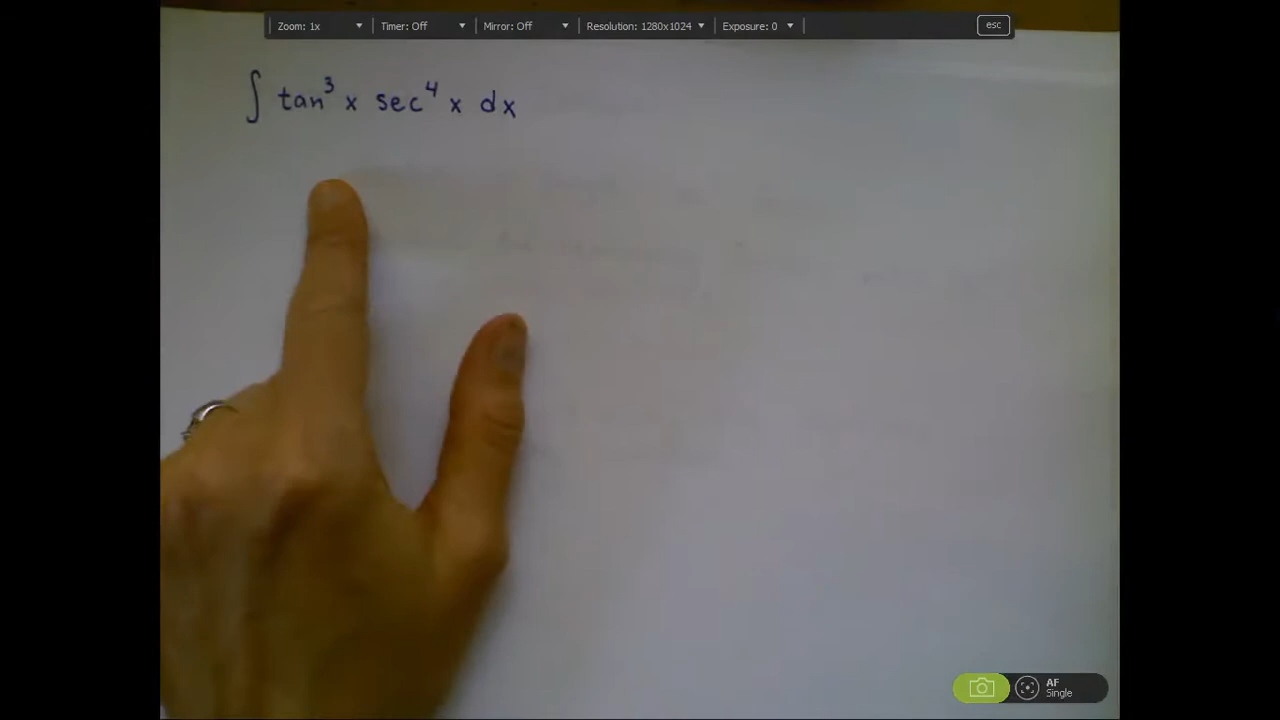 Zoom: 1x Timer: Off Mirror: Off Resolution: 1280x1024 Exposure: 0 esc
∫ tan³ x sec⁴ x dx
AF
Single